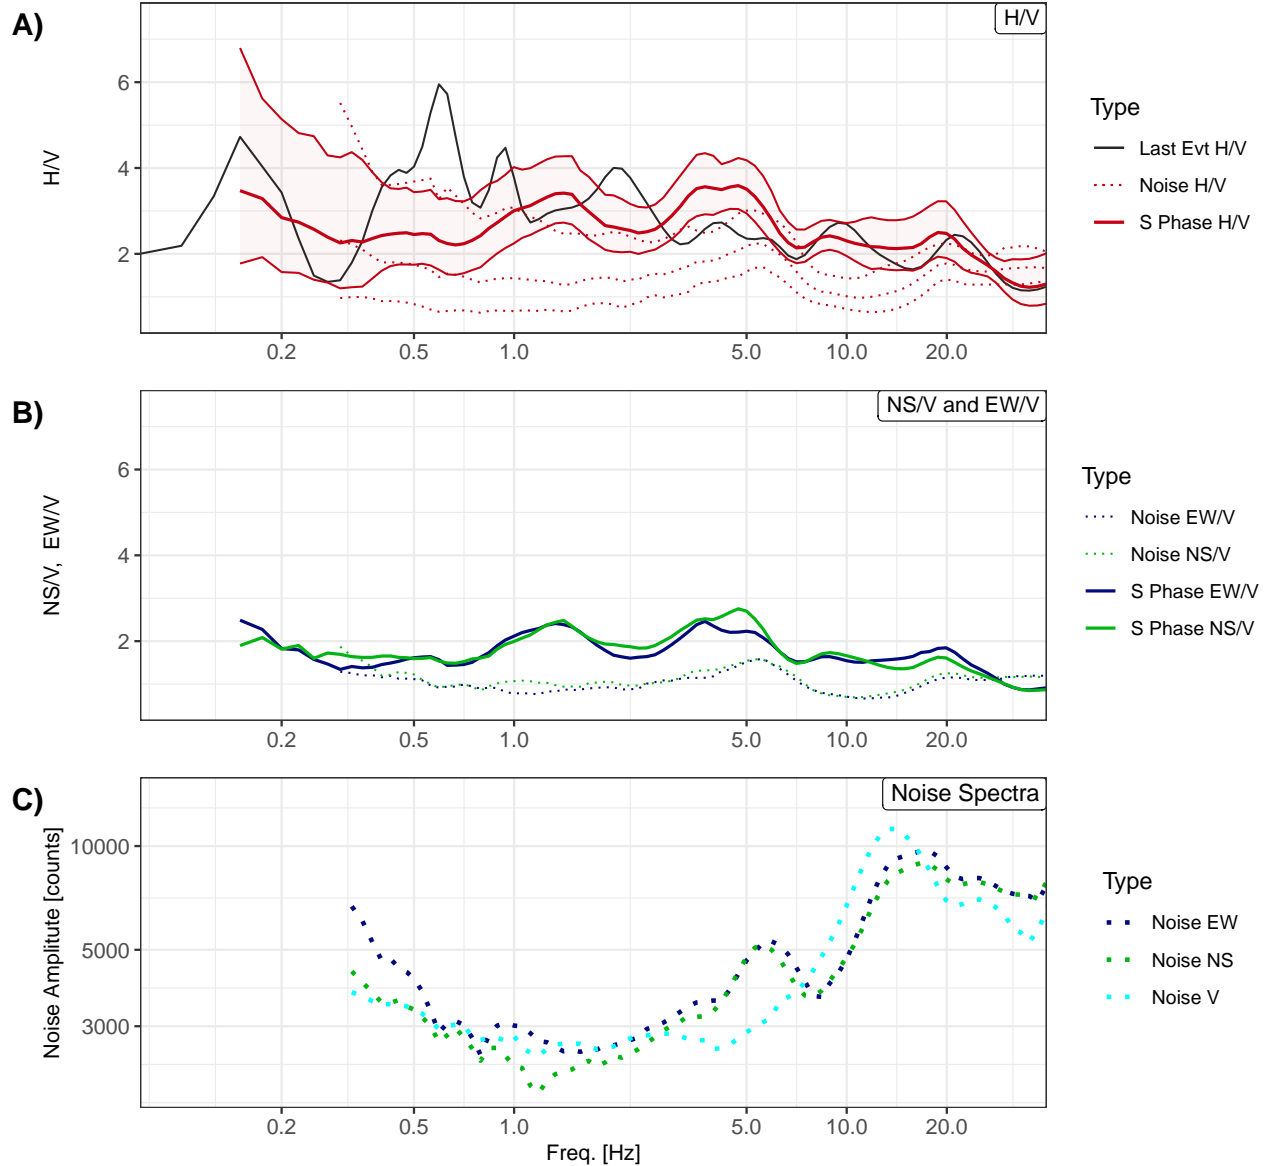 A)
H/V
H/V
6
4
2
0.2 0.5 1.0 5.0 10.0 20.0
Type
Last Evt H/V
Noise H/V
S Phase H/V
B)
NS/V and EW/V
NS/V, EW/V
6
4
2
0.2 0.5 1.0 5.0 10.0 20.0
Type
Noise EW/V
Noise NS/V
S Phase EW/V
S Phase NS/V
C)
Noise Spectra
Noise Amplitute [counts]
10000
5000
3000
0.2 0.5 1.0 5.0 10.0 20.0
Freq. [Hz]
Type
Noise EW
Noise NS
Noise V